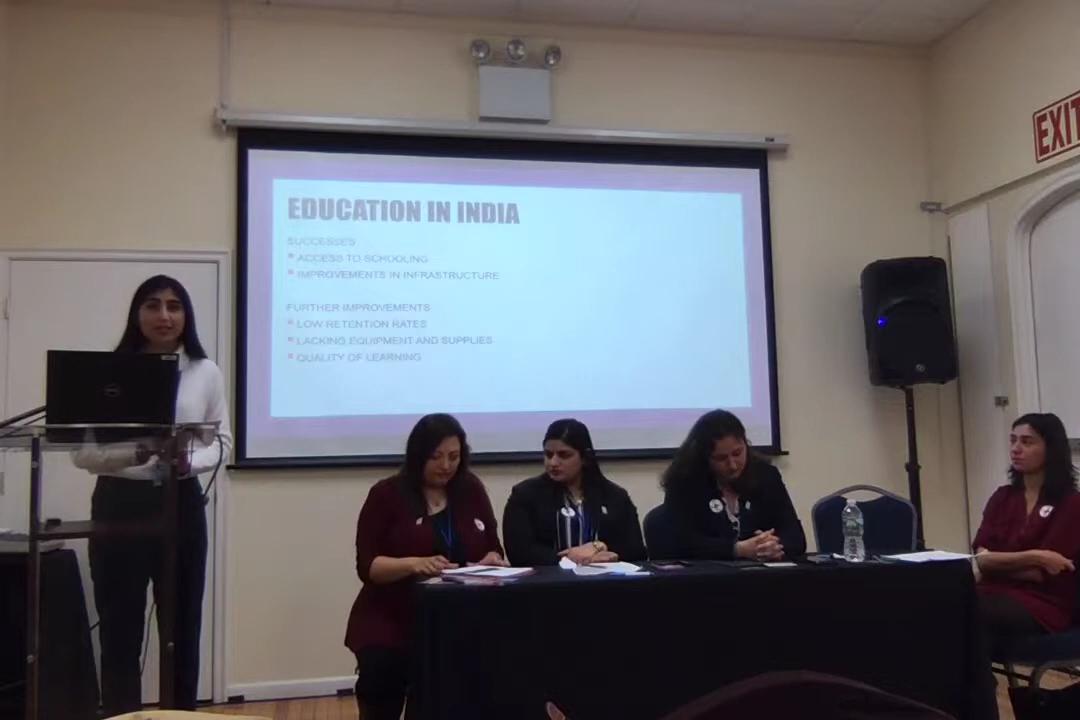 EDUCATION IN INDIA
SUCCESSES
ACCESS TO SCHOOLING
IMPROVEMENTS IN INFRASTRUCTURE
FURTHER IMPROVEMENTS
LOW RETENTION RATES
LACKING EQUIPMENT AND SUPPLIES
QUALITY OF LEARNING
EXIT
DELL